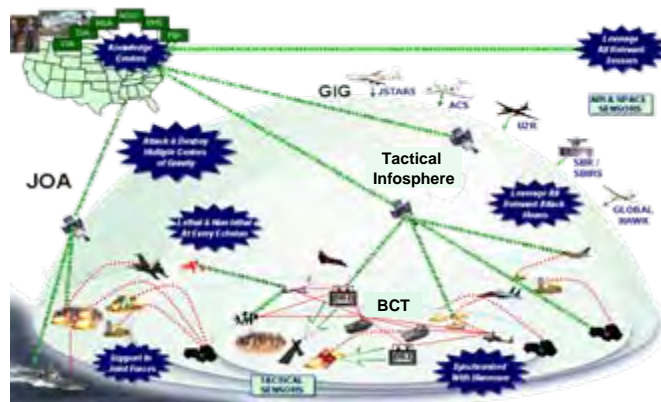 Knowledge
Centers
Leverage
All Relevant
Sensors
GIG
JSTARS
ACS
U2R
AIR & SPACE
SENSORS
Attack & Destroy
Multiple Centers
of Gravity
Tactical
Infosphere
SBR /
SBIRS
JOA
Leverage All
Relevant Attack
Means
GLOBAL
HAWK
Lethal & Non-lethal
At Every Echelon
BCT
Support to
Joint Forces
TACTICAL
SENSORS
Synchronized
With Maneuver